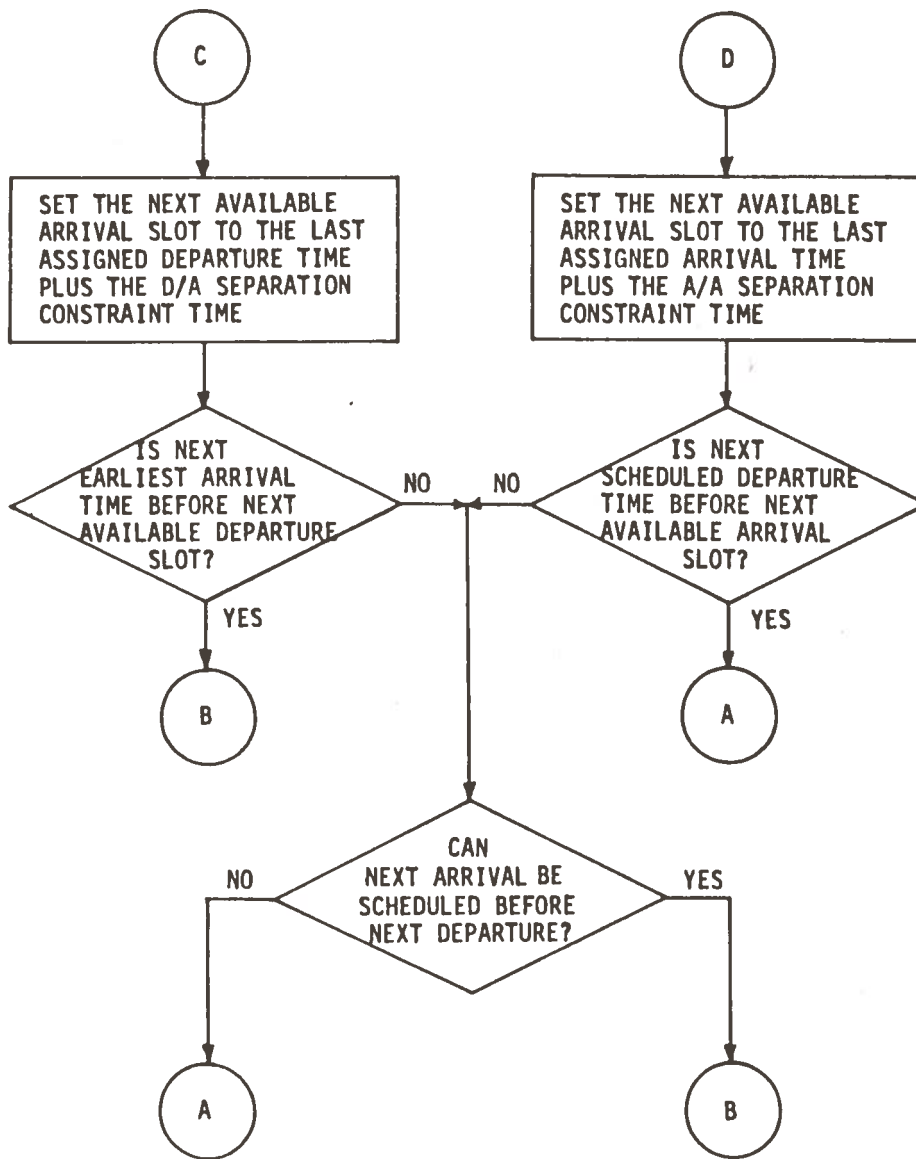 C
D
SET THE NEXT AVAILABLE
ARRIVAL SLOT TO THE LAST
ASSIGNED DEPARTURE TIME
PLUS THE D/A SEPARATION
CONSTRAINT TIME
SET THE NEXT AVAILABLE
ARRIVAL SLOT TO THE LAST
ASSIGNED ARRIVAL TIME
PLUS THE A/A SEPARATION
CONSTRAINT TIME
IS NEXT
EARLIEST ARRIVAL
TIME BEFORE NEXT
AVAILABLE DEPARTURE
SLOT?
NO
NO
IS NEXT
SCHEDULED DEPARTURE
TIME BEFORE NEXT
AVAILABLE ARRIVAL
SLOT?
YES
YES
B
A
CAN
NEXT ARRIVAL BE
SCHEDULED BEFORE
NEXT DEPARTURE?
NO
YES
A
B